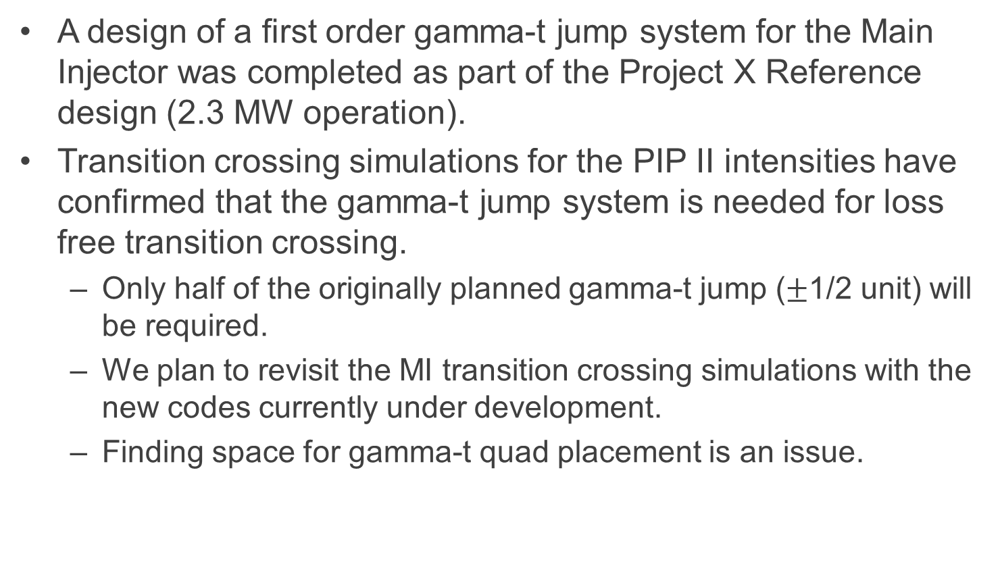 • A design of a first order gamma-t jump system for the Main
Injector was completed as part of the Project X Reference
design (2.3 MW operation).
• Transition crossing simulations for the PIP II intensities have
confirmed that the gamma-t jump system is needed for loss
free transition crossing.
– Only half of the originally planned gamma-t jump (±1/2 unit) will
be required.
– We plan to revisit the MI transition crossing simulations with the
new codes currently under development.
– Finding space for gamma-t quad placement is an issue.